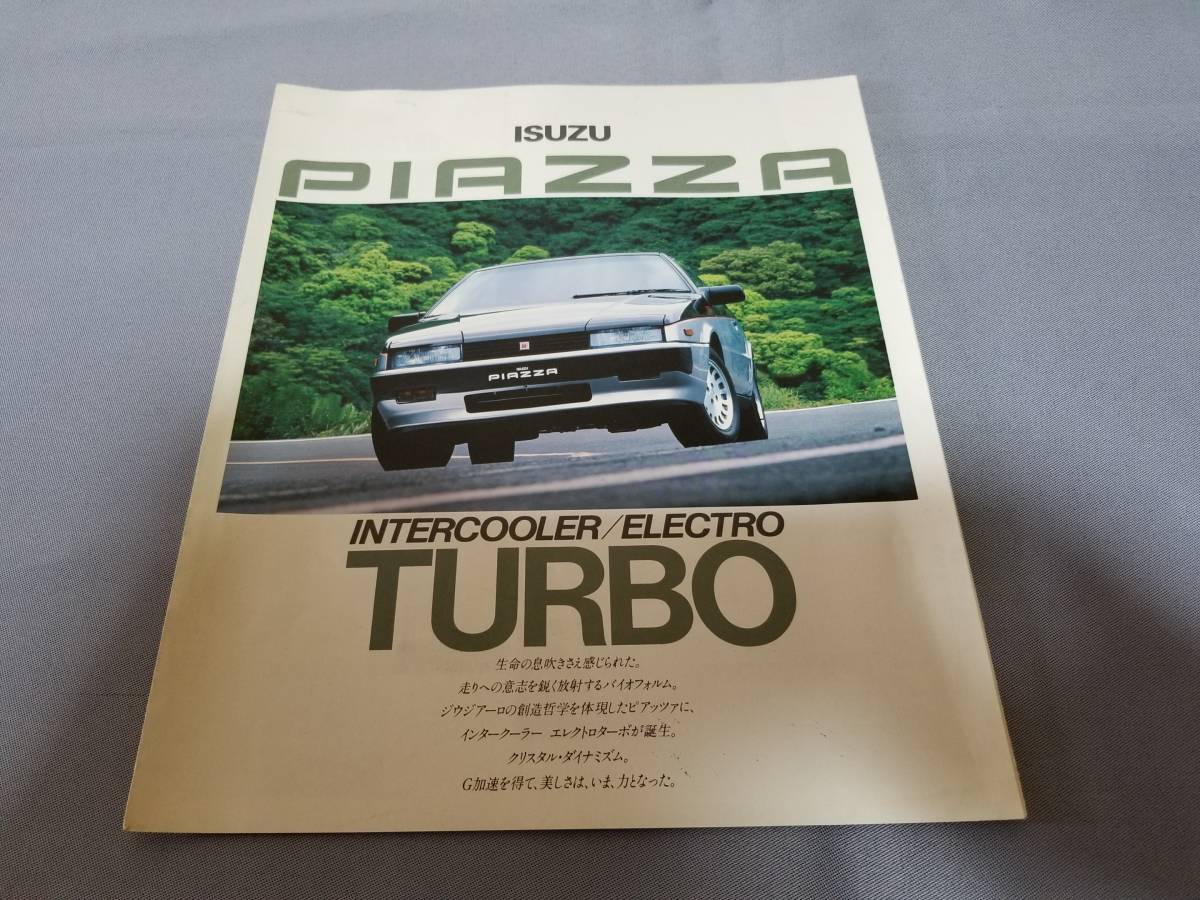 ISUZU
PIAZZA
ISUZU
PIAZZA
INTERCOOLER/ELECTRO
TURBO
生命の息吹きさえ感じられた。
走りへの意志を鋭く放射するバイオフォルム。
ジウジアーロの創造哲学を体現したピアッツァに、
インタークーラー エレクトロターボが誕生。
クリスタル・ダイナミズム。
G加速を得て、美しさは、いま、力となった。